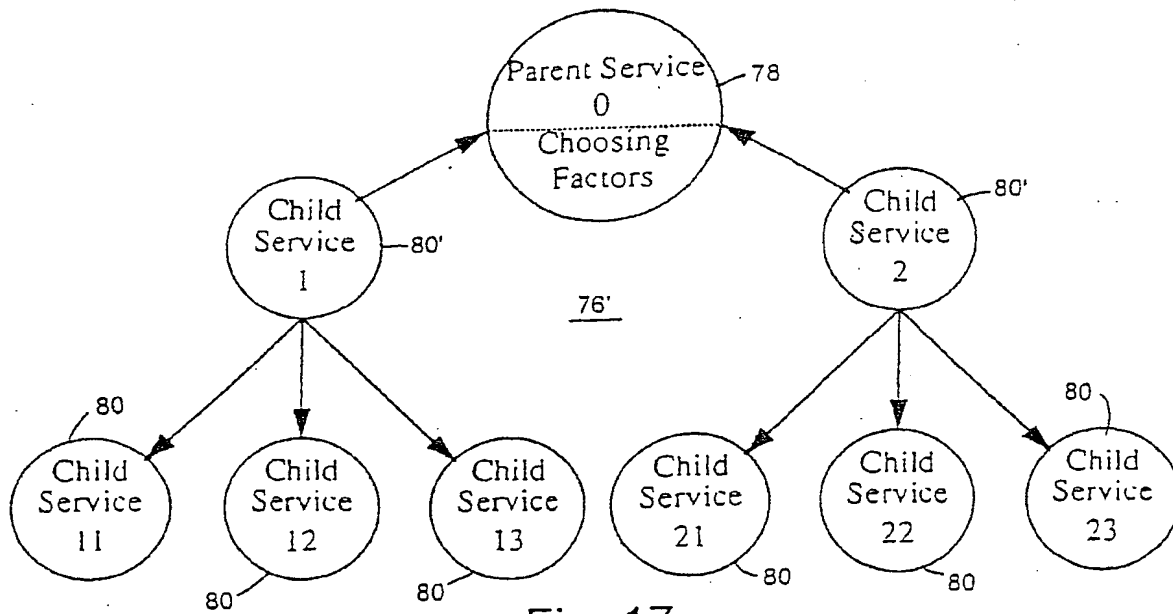 Parent Service
0
Choosing
Factors
78
Child
Service
1
80'
Child
Service
2
80'
76'
Child
Service
11
80
Child
Service
12
80
Child
Service
13
80
Child
Service
21
80
Child
Service
22
80
Child
Service
23
80
Fig. 17